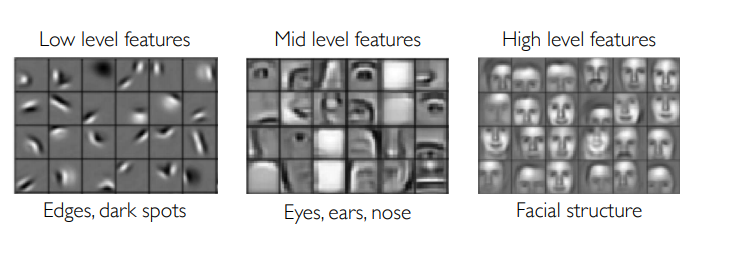 Low level features
Mid level features
High level features
Edges, dark spots
Eyes, ears, nose
Facial structure